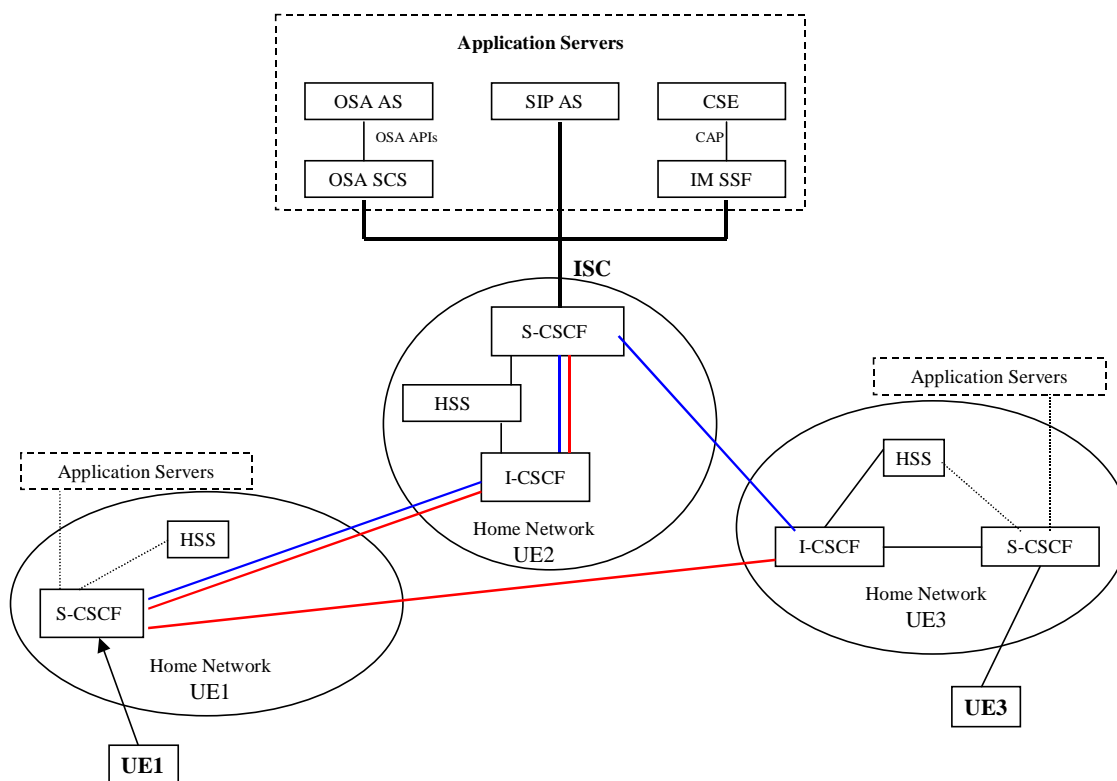 Application Servers
OSA AS
SIP AS
CSE
OSA APIs
CAP
OSA SCS
IM SSF
ISC
S-CSCF
HSS
I-CSCF
Home Network
UE2
Application Servers
HSS
I-CSCF
S-CSCF
Home Network
UE3
UE3
Application Servers
HSS
S-CSCF
Home Network
UE1
UE1